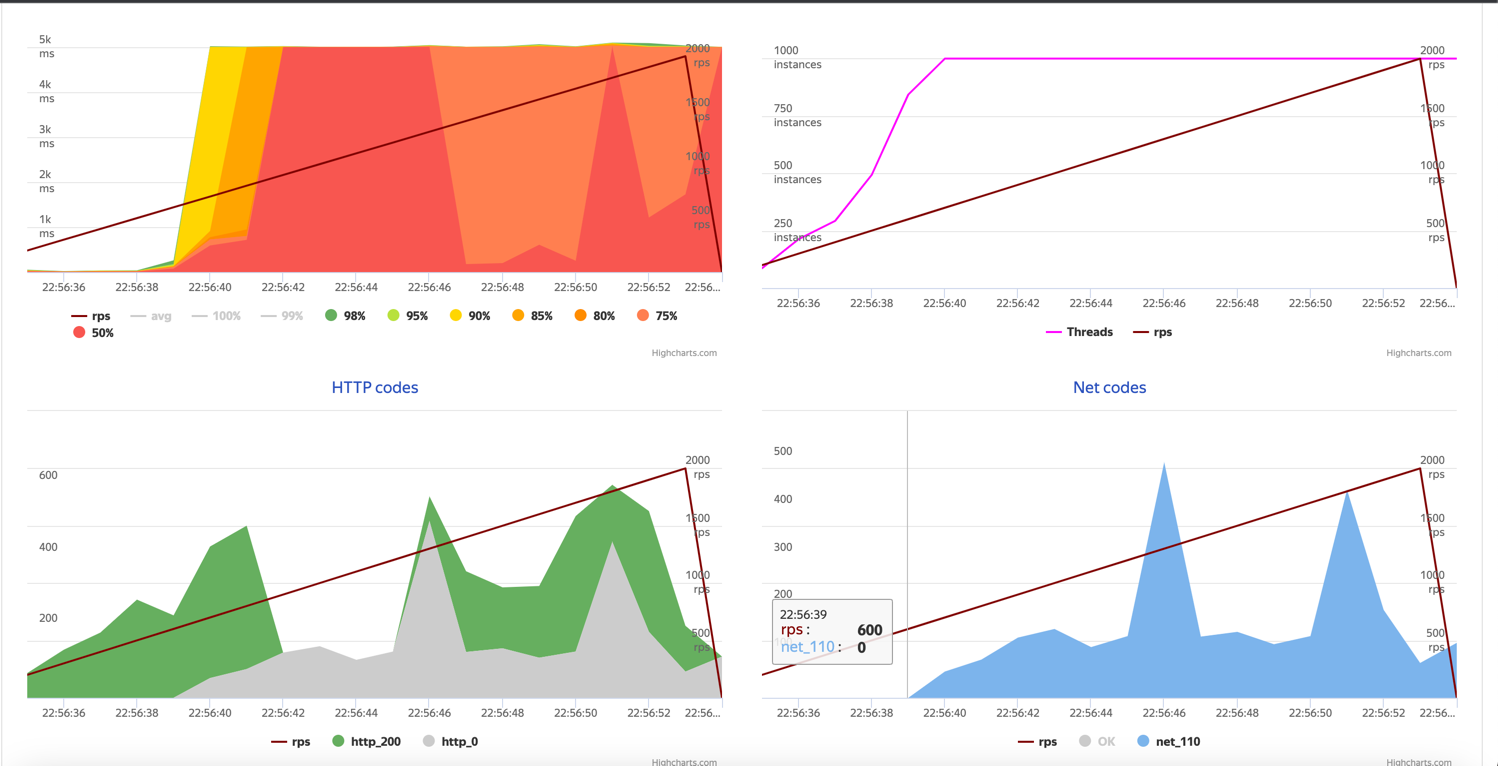 5k
ms
4k
ms
3k
ms
2k
ms
1k
ms
2000
rps
1500
rps
1000
rps
500
rps
22:56:36 22:56:38 22:56:40 22:56:42 22:56:44 22:56:46 22:56:48 22:56:50 22:56:52 22:56...
rps avg 100% 99% 98% 95% 90% 85% 80% 75%
50%
Highcharts.com
1000
instances
750
instances
500
instances
250
instances
2000
rps
1500
rps
1000
rps
500
rps
22:56:36 22:56:38 22:56:40 22:56:42 22:56:44 22:56:46 22:56:48 22:56:50 22:56:52 22:56...
Threads rps
Highcharts.com
HTTP codes
600
400
200
2000
rps
1500
rps
1000
rps
500
rps
22:56:36 22:56:38 22:56:40 22:56:42 22:56:44 22:56:46 22:56:48 22:56:50 22:56:52 22:56...
rps http_200 http_0
Highcharts.com
Net codes
500
400
300
200
2000
rps
1500
rps
1000
rps
500
rps
22:56:39
rps : 600
net_110 : 0
22:56:36 22:56:38 22:56:40 22:56:42 22:56:44 22:56:46 22:56:48 22:56:50 22:56:52 22:56...
rps OK net_110
Highcharts.com